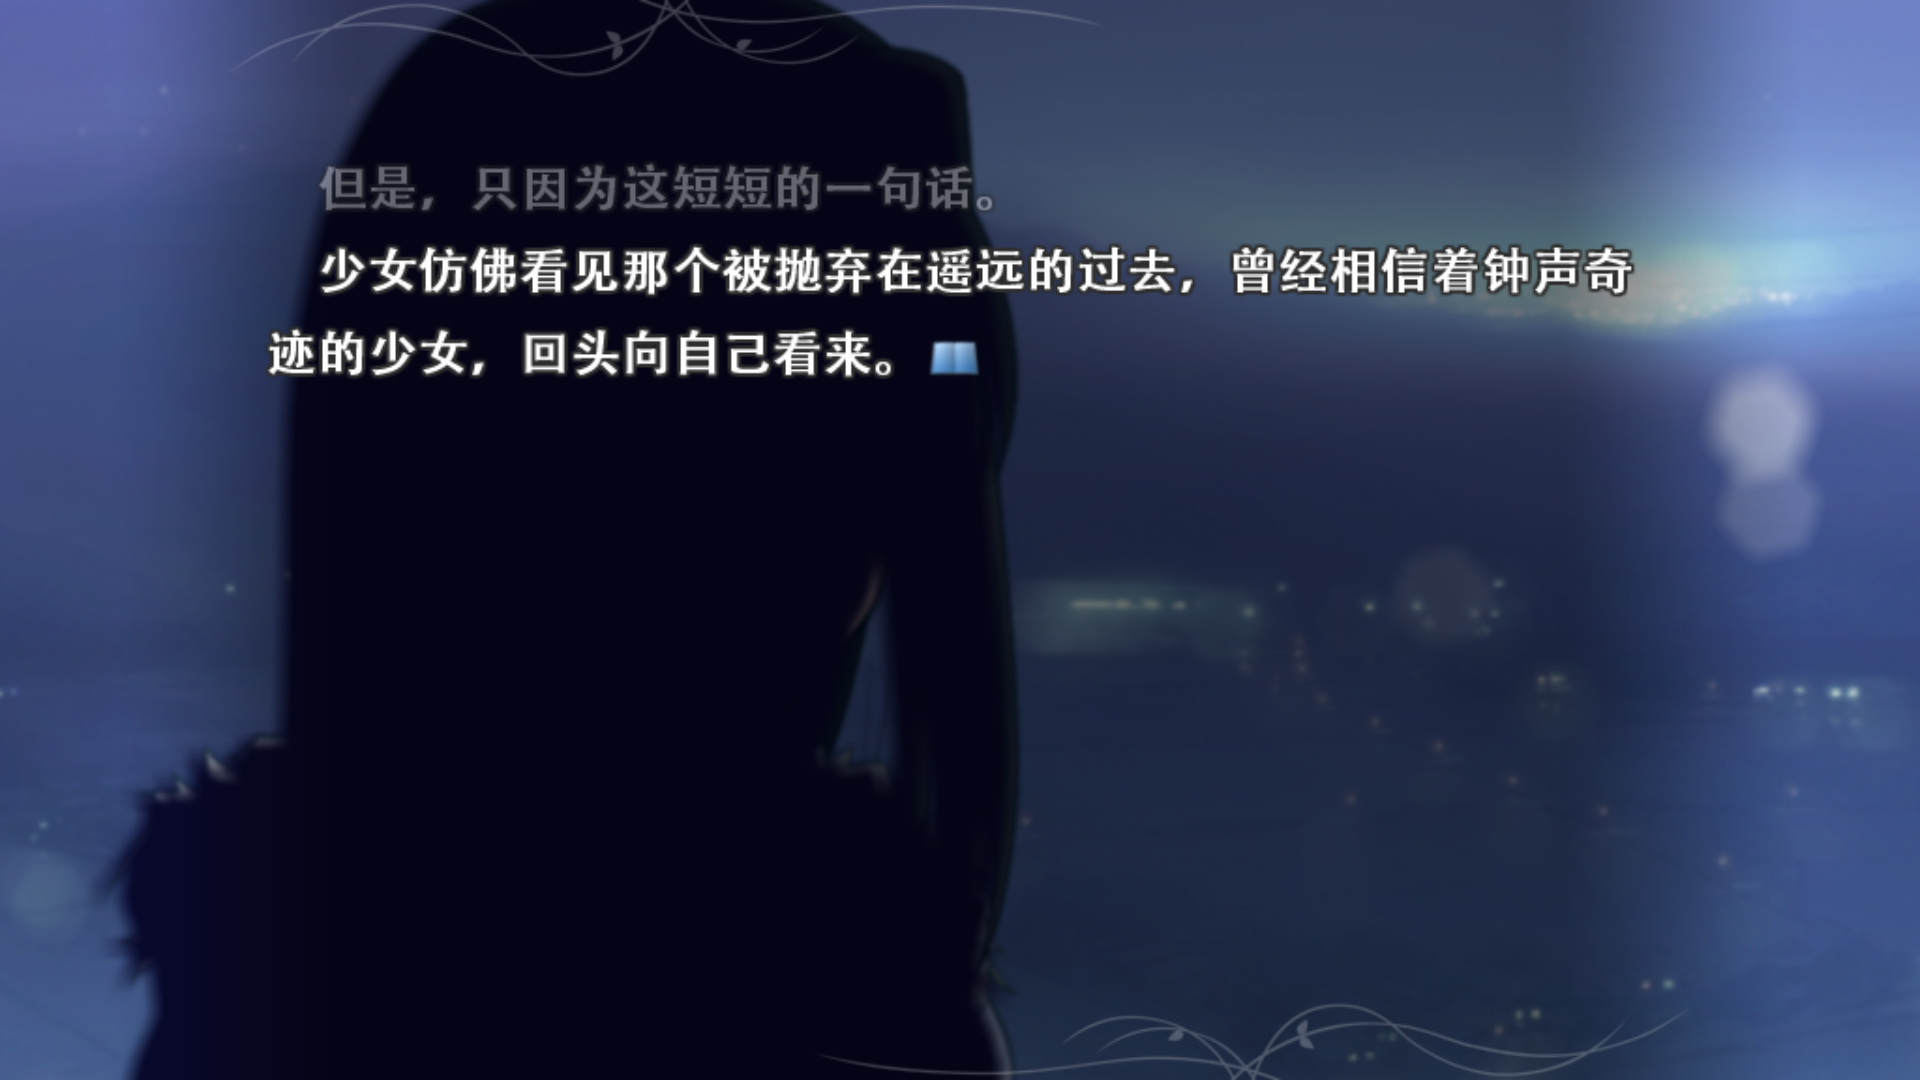 但是，只因为这短短的一句话。
少女仿佛看见那个被抛弃在遥远的过去，曾经相信着钟声奇
迹的少女，回头向自己看来。